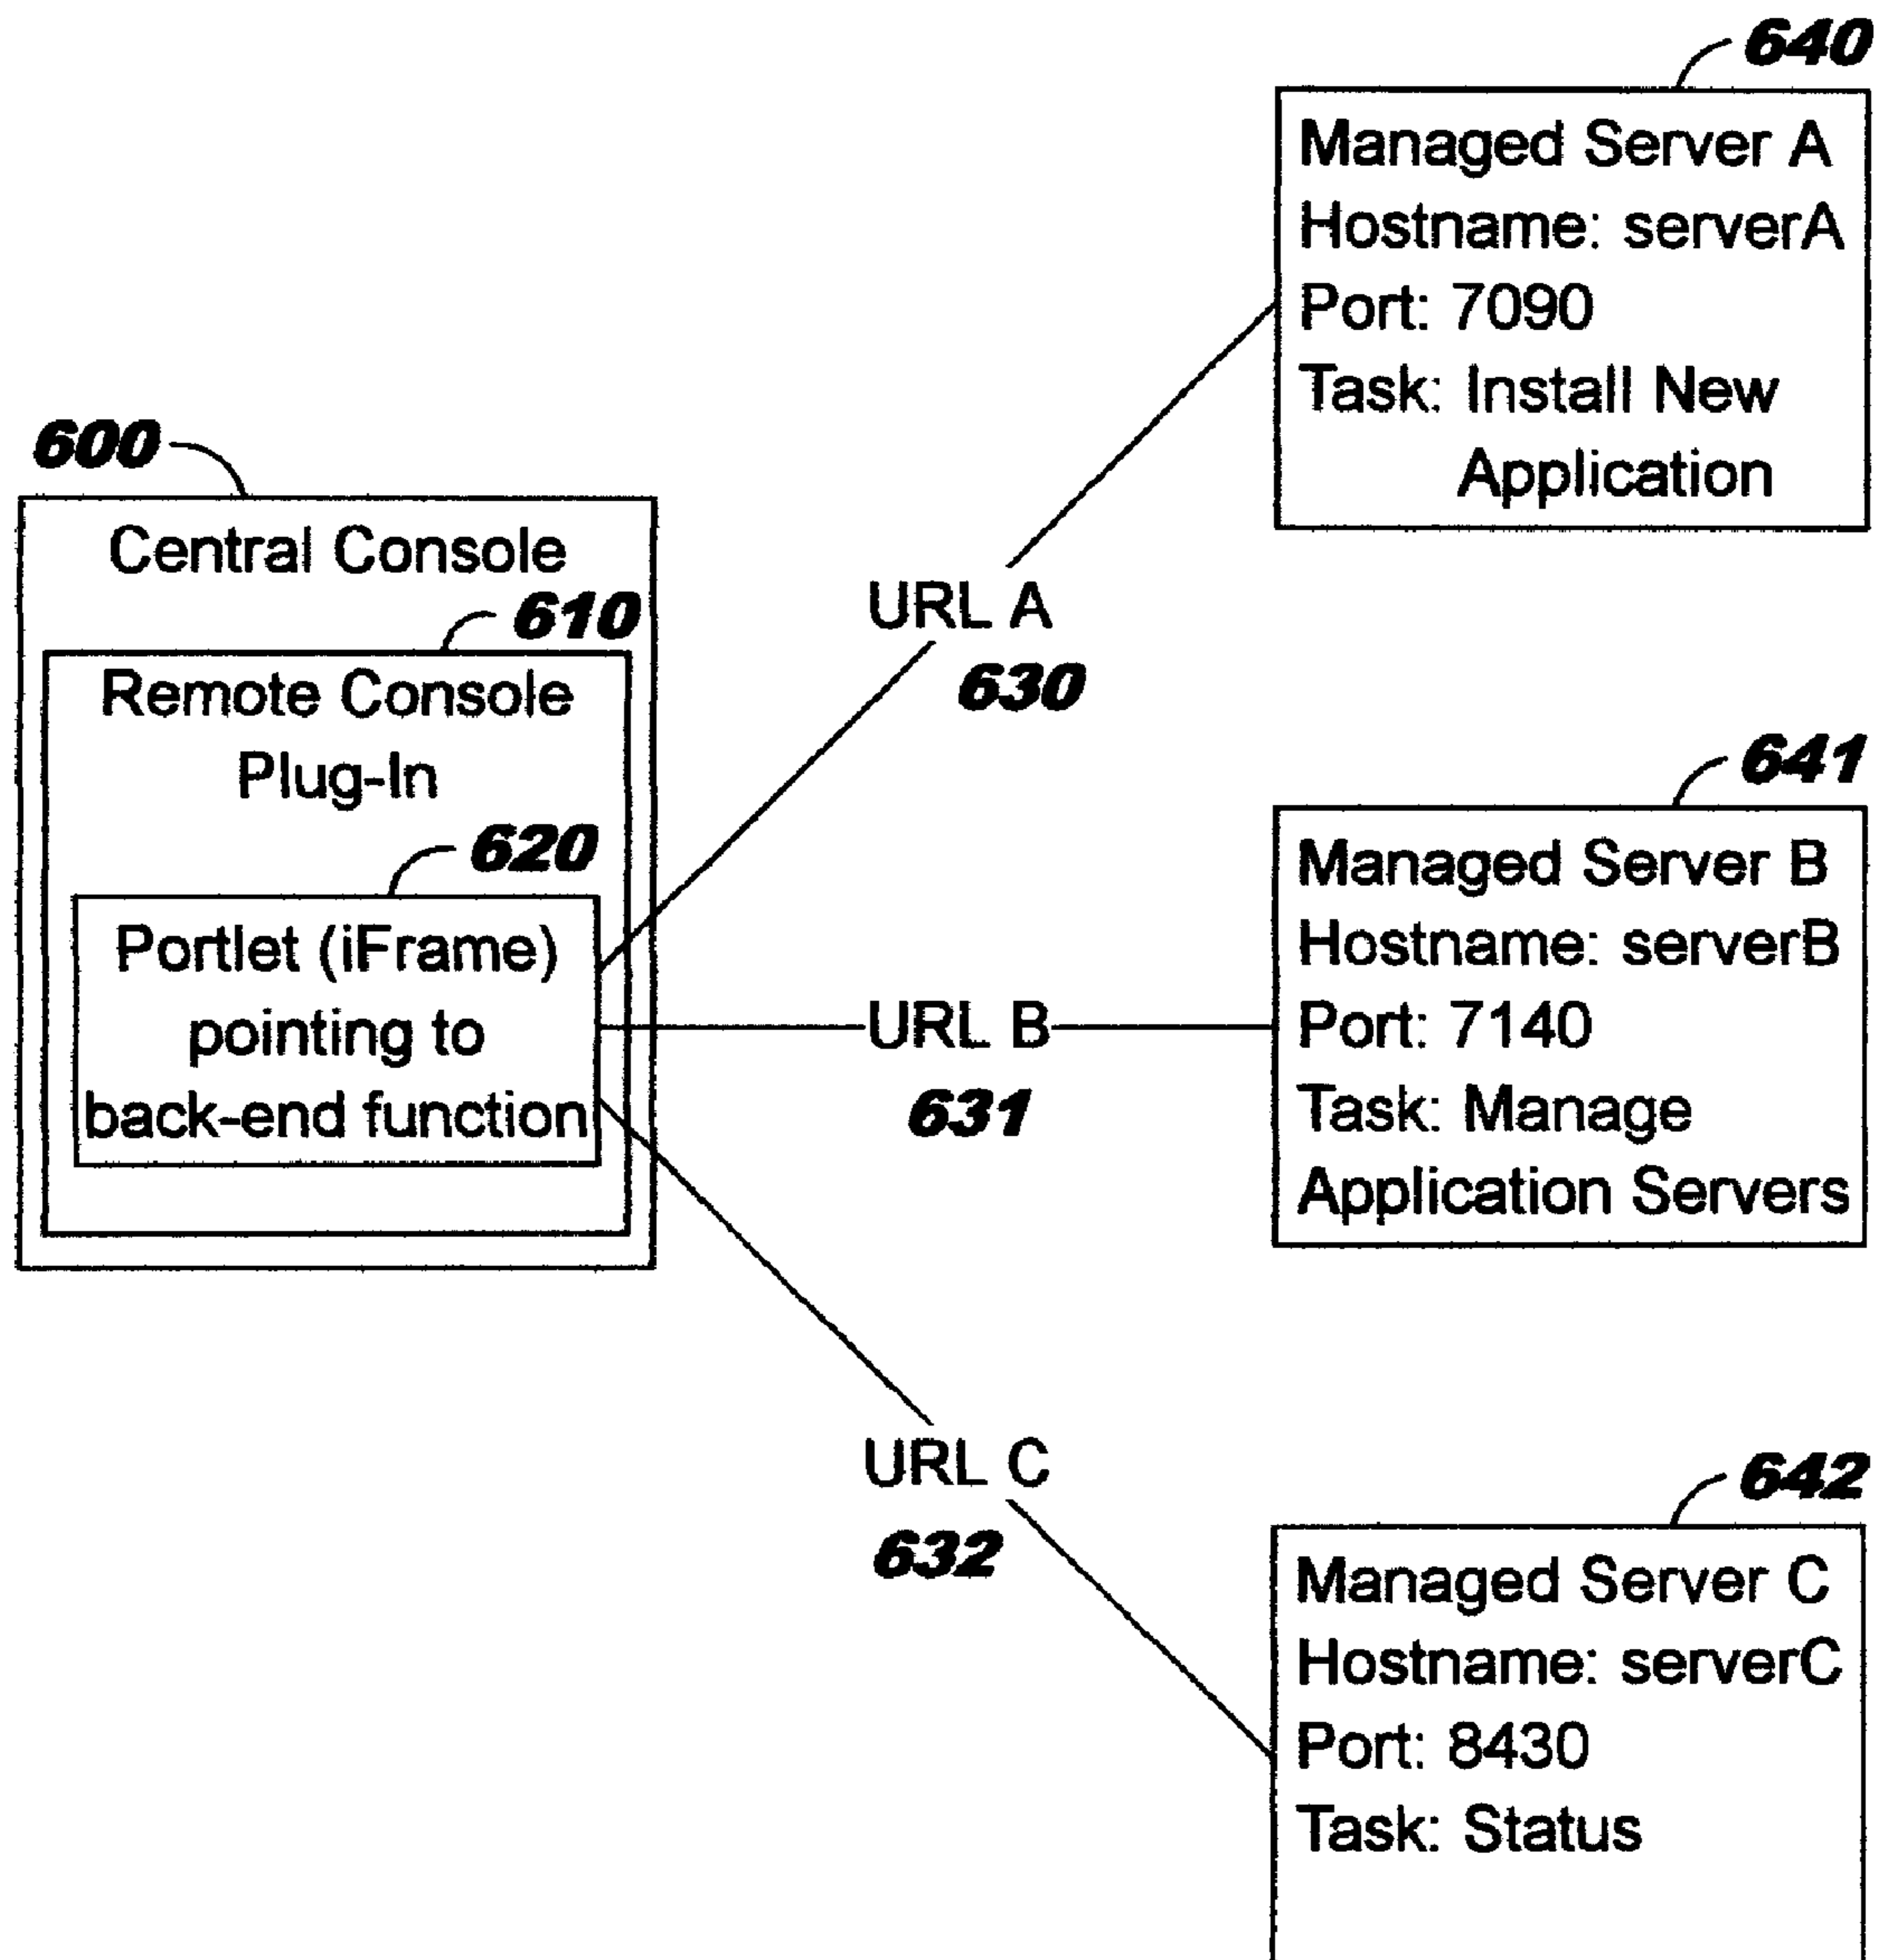 640
Managed Server A
Hostname: serverA
Port: 7090
Task: Install New
Application
600
Central Console
610
Remote Console
Plug-In
620
Portlet (iFrame)
pointing to
back-end function
URL A
630
URL B
631
URL C
632
641
Managed Server B
Hostname: serverB
Port: 7140
Task: Manage
Application Servers
642
Managed Server C
Hostname: serverC
Port: 8430
Task: Status